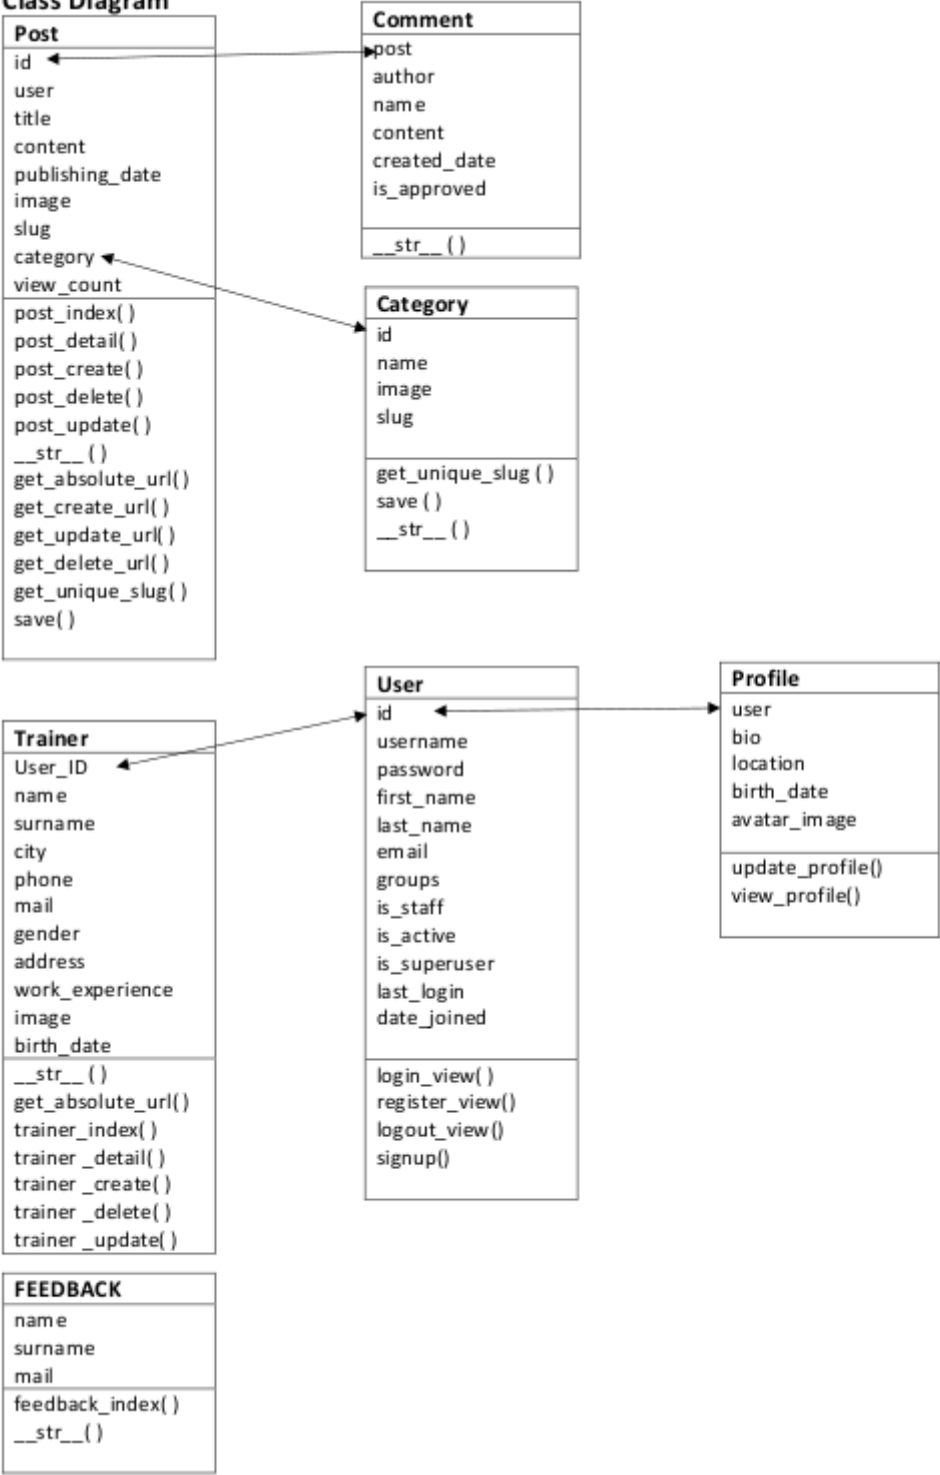 Class Diagram
Post
id
user
title
content
publishing_date
image
slug
category
view_count
post_index( )
post_detail( )
post_create( )
post_delete( )
post_update( )
__str__ ( )
get_absolute_url( )
get_create_url( )
get_update_url( )
get_delete_url( )
get_unique_slug( )
save( )
Comment
post
author
name
content
created_date
is_approved
__str__ ( )
Category
id
name
image
slug
get_unique_slug ( )
save ( )
__str__ ( )
Trainer
User_ID
name
surname
city
phone
mail
gender
address
work_experience
image
birth_date
__str__ ( )
get_absolute_url( )
trainer_index( )
trainer _detail( )
trainer _create( )
trainer _delete( )
trainer _update( )
User
id
username
password
first_name
last_name
email
groups
is_staff
is_active
is_superuser
last_login
date_joined
login_view( )
register_view()
logout_view()
signup()
Profile
user
bio
location
birth_date
avatar_image
update_profile()
view_profile()
FEEDBACK
name
surname
mail
feedback_index( )
__str__( )